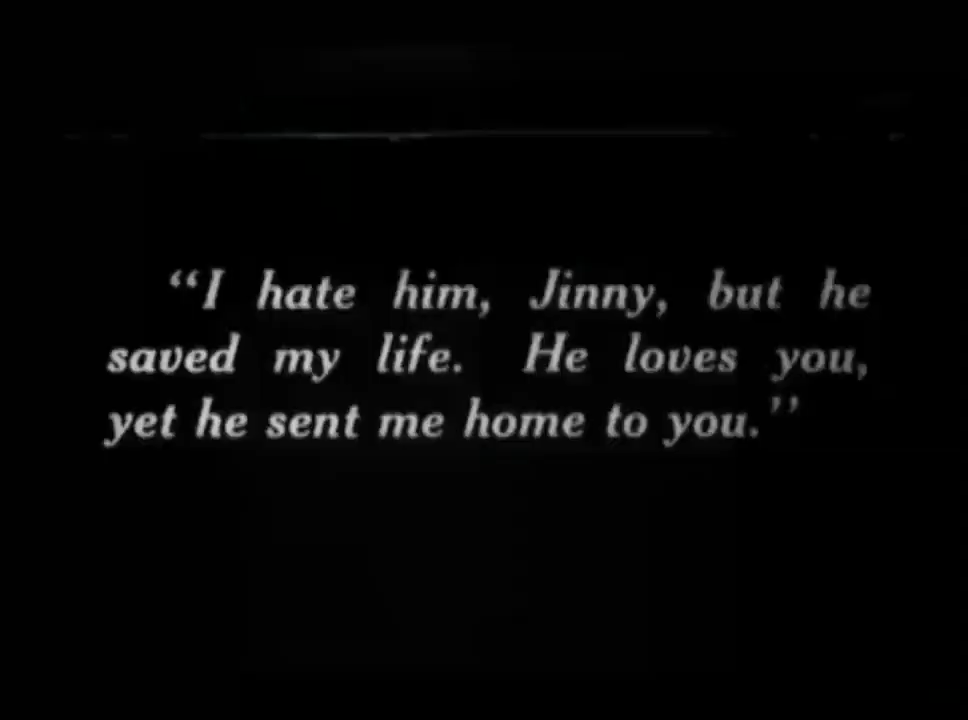 “I hate him, Jinny, but he
saved my life. He loves you,
yet he sent me home to you.”